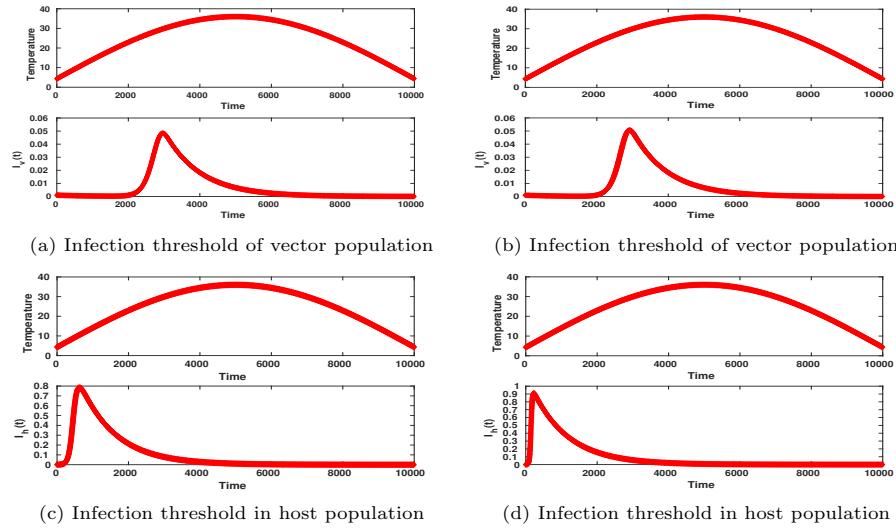 40
30
20
10
0
Temperature
0 2000 4000 6000 8000 10000
Time
0.06
0.05
0.04
0.03
0.02
0.01
0
I_v(t)
0 2000 4000 6000 8000 10000
Time
(a) Infection threshold of vector population
40
30
20
10
0
Temperature
0 2000 4000 6000 8000 10000
Time
0.06
0.05
0.04
0.03
0.02
0.01
0
I_v(t)
0 2000 4000 6000 8000 10000
Time
(b) Infection threshold of vector population
40
30
20
10
0
Temperature
0 2000 4000 6000 8000 10000
Time
0.8
0.7
0.6
0.5
0.4
0.3
0.2
0.1
0
I_h(t)
0 2000 4000 6000 8000 10000
Time
(c) Infection threshold in host population
40
30
20
10
0
Temperature
0 2000 4000 6000 8000 10000
Time
1
0.9
0.8
0.7
0.6
0.5
0.4
0.3
0.2
0.1
0
I_h(t)
0 2000 4000 6000 8000 10000
Time
(d) Infection threshold in host population